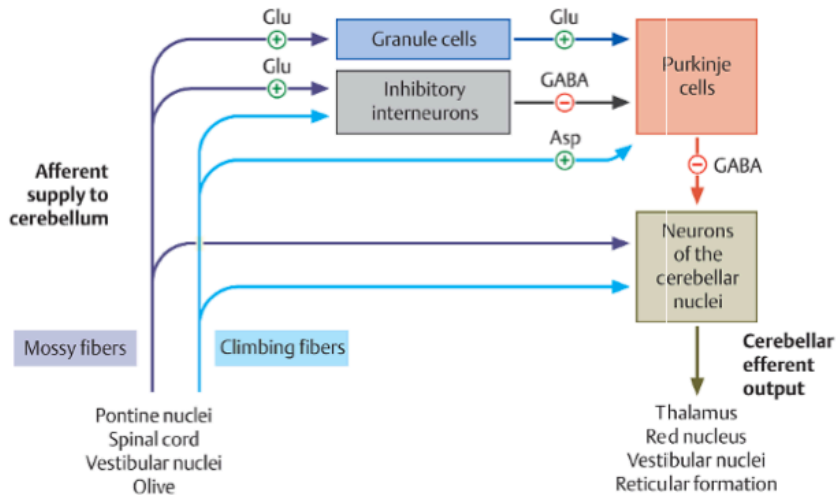 Glu
Glu
Granule cells
Glu
Purkinje
cells
Inhibitory
interneurons
GABA
Asp
GABA
Afferent
supply to
cerebellum
Neurons
of the
cerebellar
nuclei
Mossy fibers
Climbing fibers
Cerebellar
efferent
output
Pontine nuclei
Spinal cord
Vestibular nuclei
Olive
Thalamus
Red nucleus
Vestibular nuclei
Reticular formation